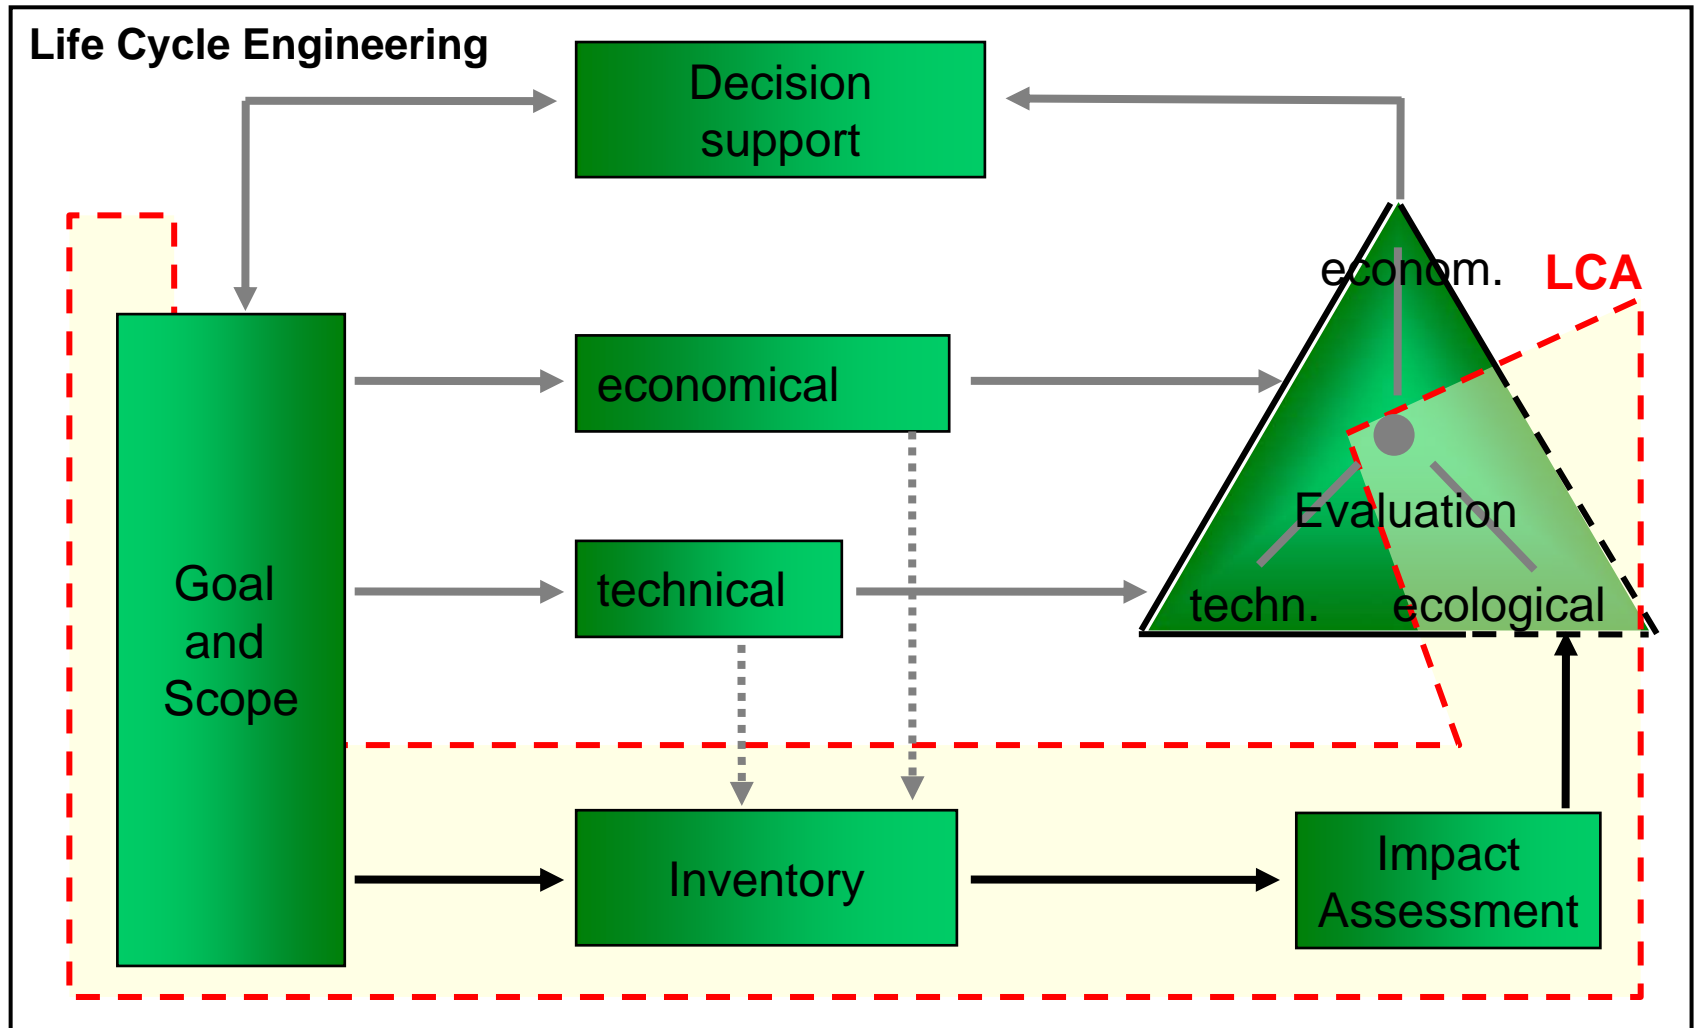 Life Cycle Engineering
Decision
support
econom.
LCA
economical
Evaluation
technical
techn.
ecological
Goal
and
Scope
Inventory
Impact
Assessment